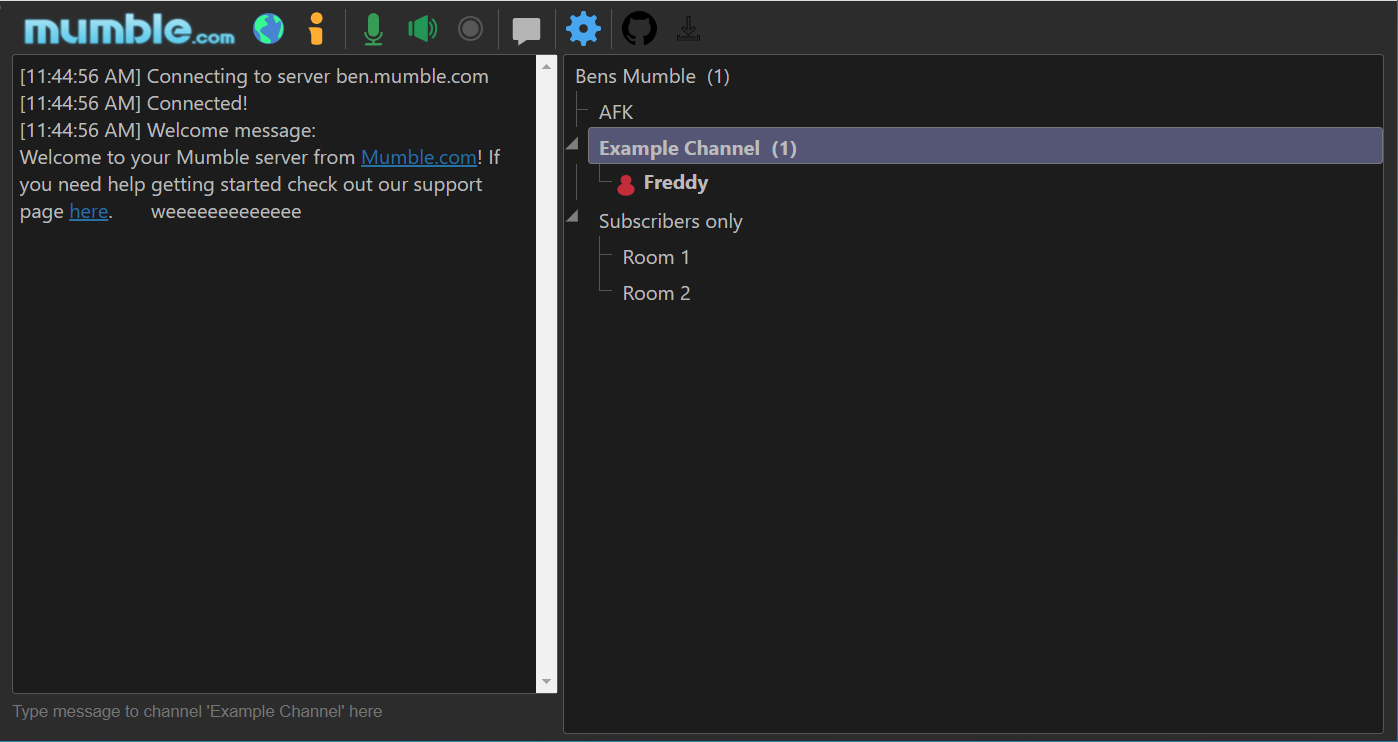 mumble.com
[11:44:56 AM] Connecting to server ben.mumble.com
[11:44:56 AM] Connected!
[11:44:56 AM] Welcome message:
Welcome to your Mumble server from Mumble.com! If
you need help getting started check out our support
page here. weeeeeeeeeeeee
Type message to channel 'Example Channel' here
Bens Mumble (1)
AFK
Example Channel (1)
Freddy
Subscribers only
Room 1
Room 2